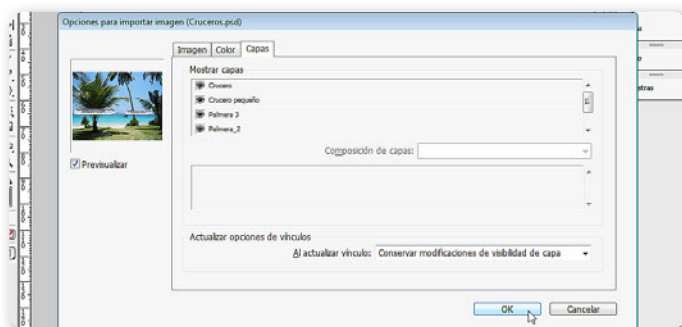 Opciones para importar imagen (Cruceros.psd)
Imagen Color Capas
Mostrar capas
Crucero
Crucero pequeño
Palmera 3
Palmera_2
Composición de capas:
Previsualizar
Actualizar opciones de vínculos
Al actualizar vínculo: Conservar modificaciones de visibilidad de capa
OK Cancelar